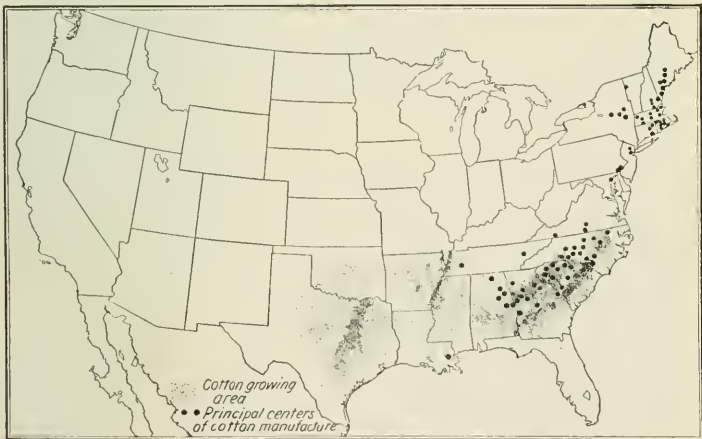 Cotton growing
area
Principal centers
of cotton manufacture